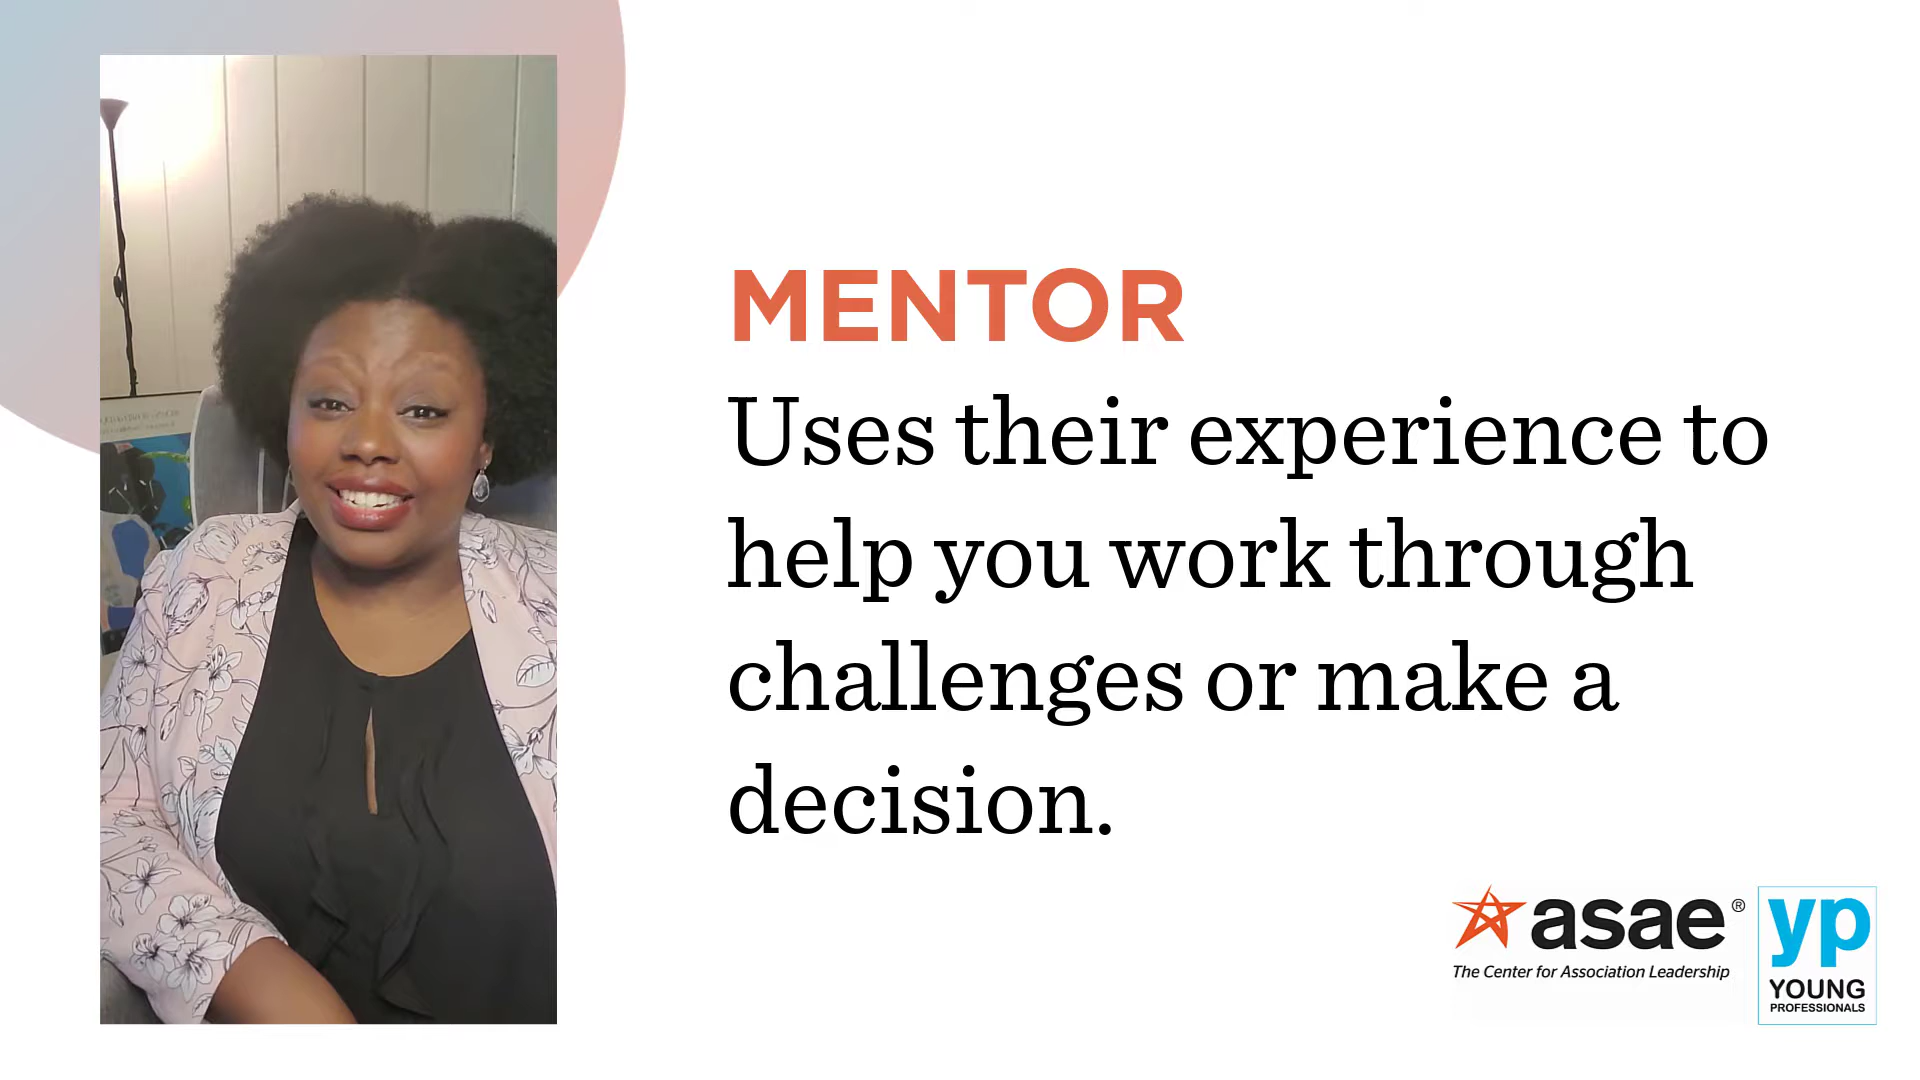 MENTOR
Uses their experience to
help you work through
challenges or make a
decision.
asae®
The Center for Association Leadership
yp
YOUNG
PROFESSIONALS